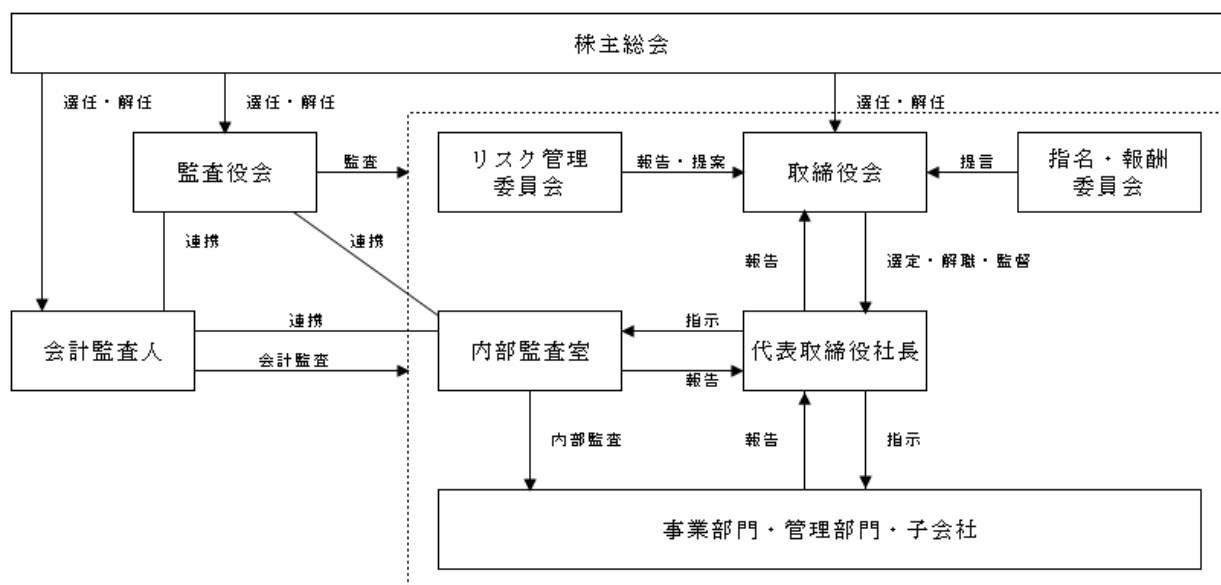 株主総会
選任・解任
選任・解任
選任・解任
監査役会
監査
リスク管理
委員会
報告・提案
取締役会
提言
指名・報酬
委員会
連携
連携
報告
選定・解職・監督
会計監査人
連携
会計監査
内部監査室
指示
報告
代表取締役社長
内部監査
報告
指示
事業部門・管理部門・子会社